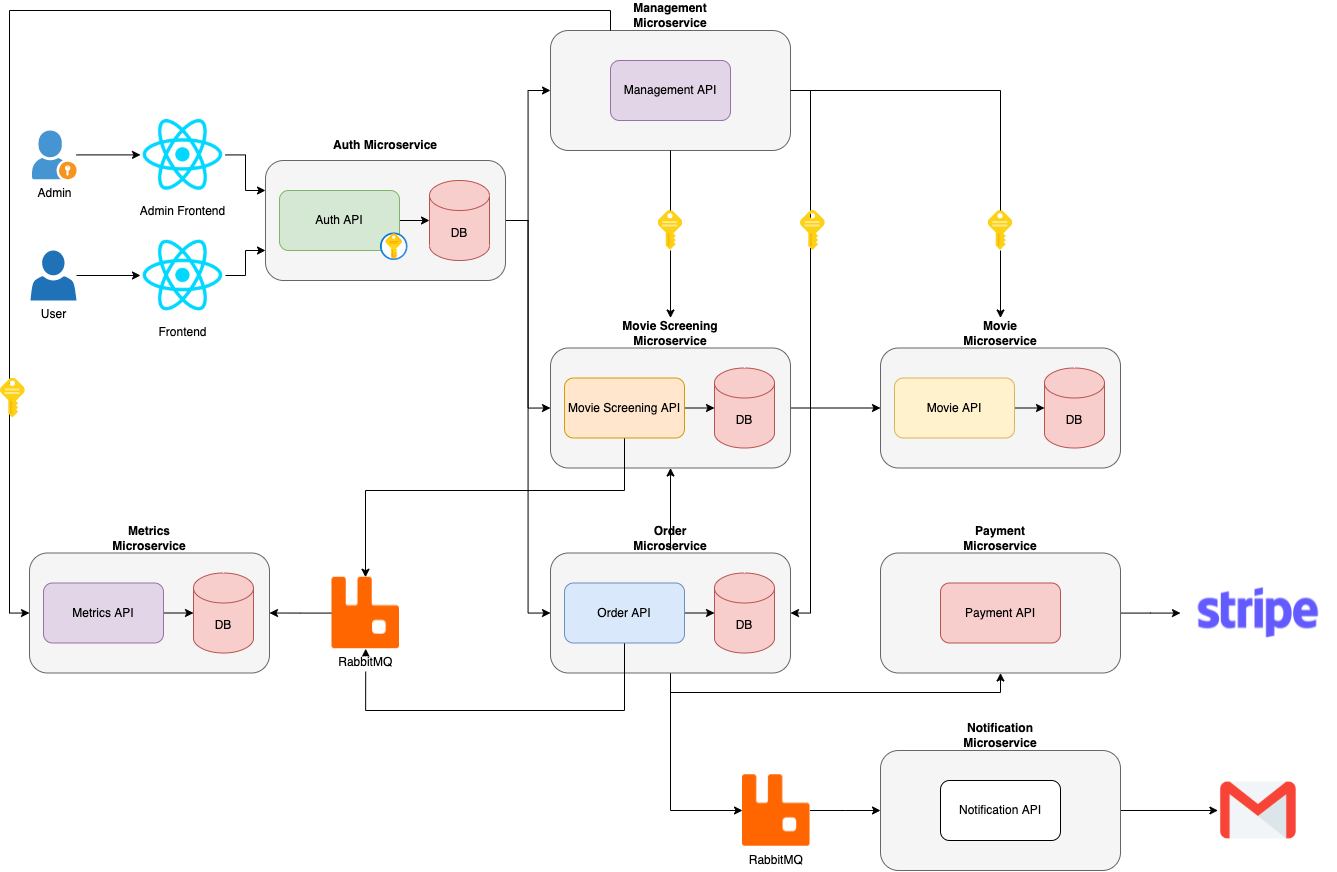 Management
Microservice
Management API
Auth Microservice
Admin
Admin Frontend
Auth API
DB
User
Frontend
Movie Screening
Microservice
Movie
Microservice
Movie Screening API
DB
Movie API
DB
Metrics
Microservice
Order
Microservice
Payment
Microservice
Metrics API
DB
RabbitMQ
Order API
DB
Payment API
stripe
Notification
Microservice
Notification API
RabbitMQ